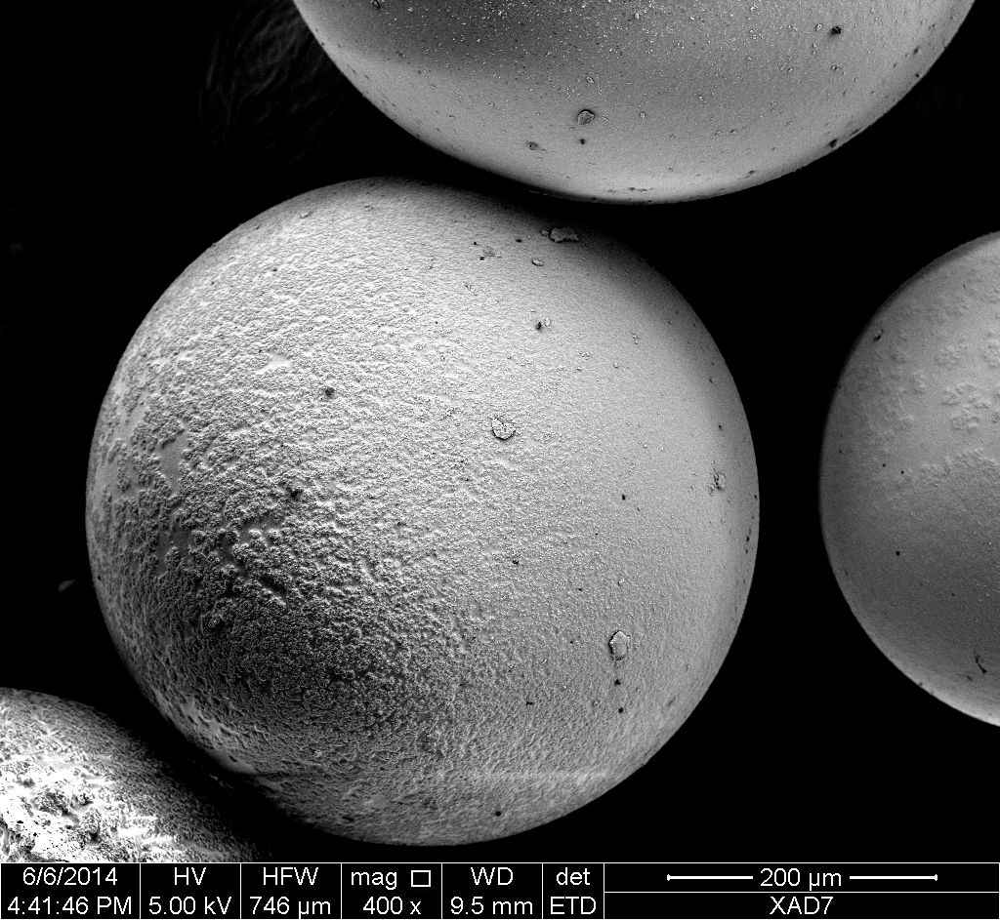 6/6/2014 HV HFW mag □ WD det 200 µm
4:41:46 PM 5.00 kV 746 µm 400 x 9.5 mm ETD XAD7